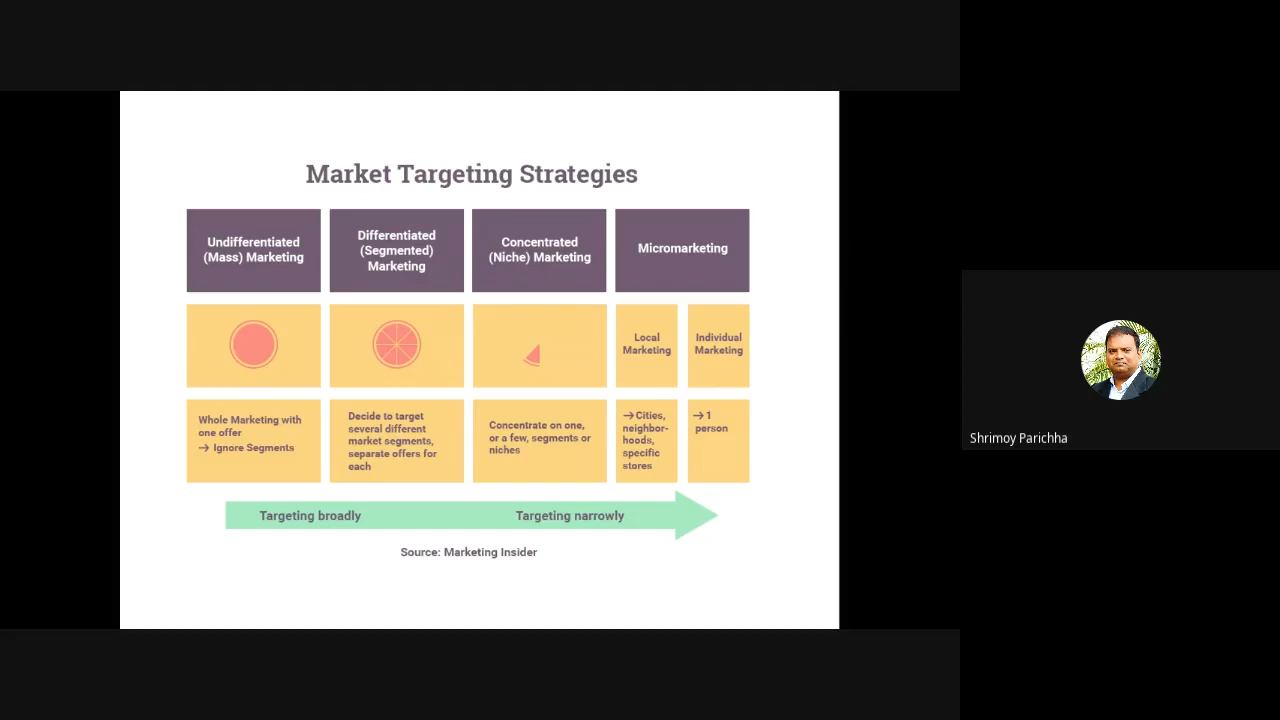 Market Targeting Strategies
Undifferentiated
(Mass) Marketing
Differentiated
(Segmented)
Marketing
Concentrated
(Niche) Marketing
Micromarketing
Local
Marketing
Individual
Marketing
Whole Marketing with
one offer
→ Ignore Segments
Decide to target
several different
market segments,
separate offers for
each
Concentrate on one,
or a few, segments or
niches
→ Cities,
neighbor-
hoods,
specific
stores
→ 1
person
Targeting broadly
Targeting narrowly
Source: Marketing Insider
Shrimoy Parichha